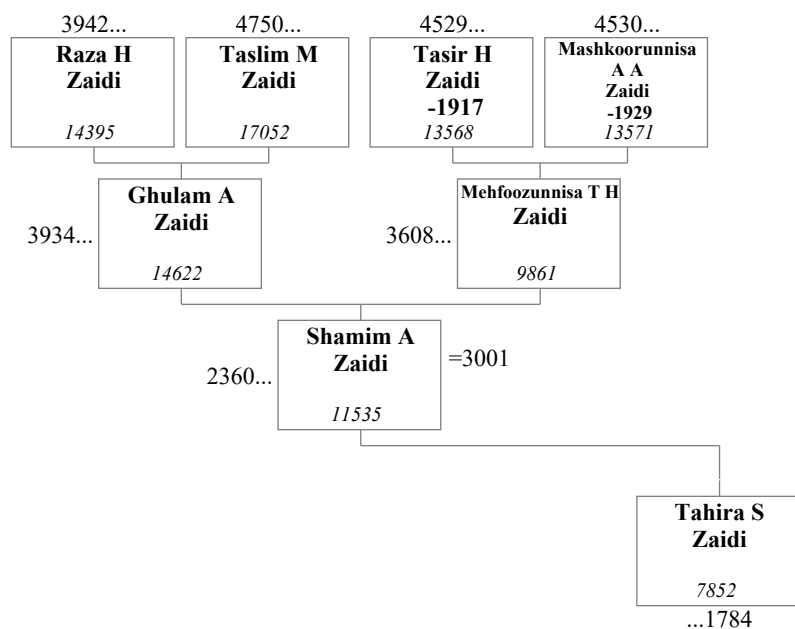 3942...
4750...
4529...
4530...
Raza H
Zaidi
14395
Taslim M
Zaidi
17052
Tasir H
Zaidi
-1917
13568
Mashkoorunnisa
A A
Zaidi
-1929
13571
3934...
Ghulam A
Zaidi
14622
3608...
Mehfoozunnisa T H
Zaidi
9861
2360...
Shamim A
Zaidi
11535
=3001
Tahira S
Zaidi
7852
...1784